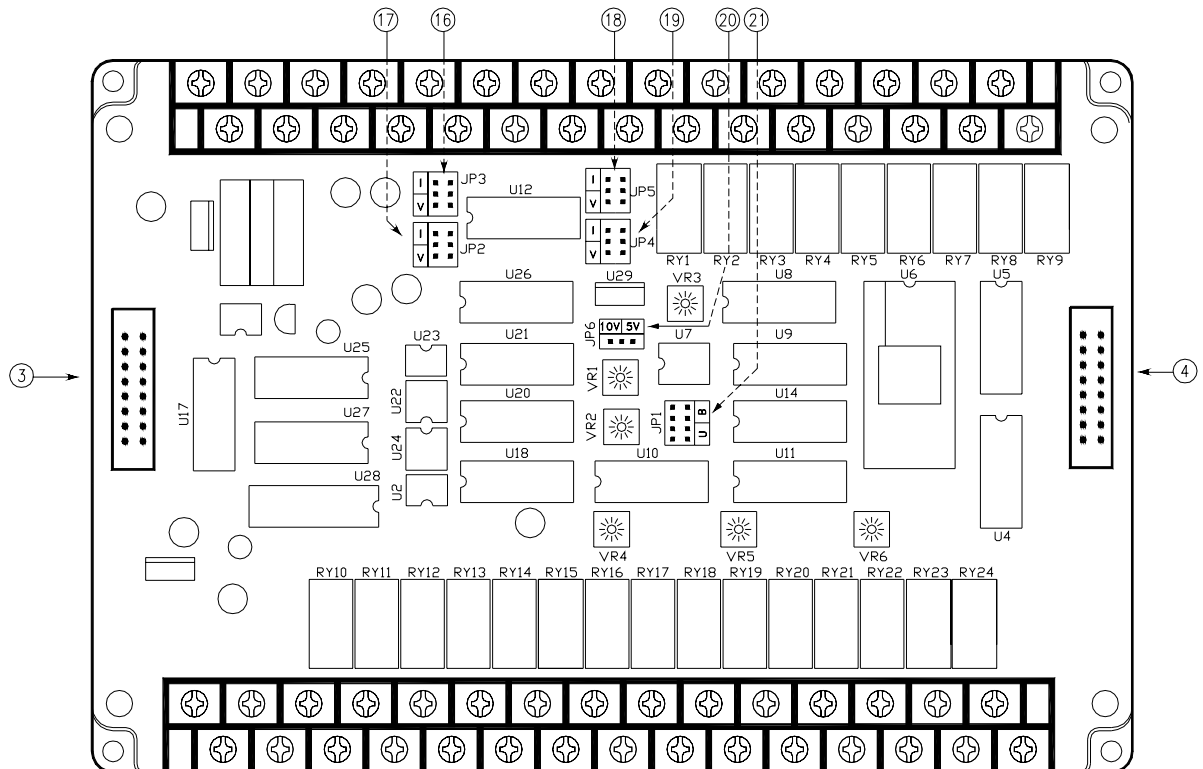 17 16 18 19 20 21
I V JP3
U12
I V JP5
I V JP2
I V JP4
RY1 RY2 RY3 RY4 RY5 RY6 RY7 RY8 RY9
U26 U29 VR3 U8 U6 U5
JP6 10V 5V
U25 U23 U21 U7 U9
3 4
U17
VR1
U27 U22 U20 U14
VR2 JP1 B U
U24
U28 U2 U18 U10 U11
VR4 VR5 VR6 U4
RY10 RY11 RY12 RY13 RY14 RY15 RY16 RY17 RY18 RY19 RY20 RY21 RY22 RY23 RY24